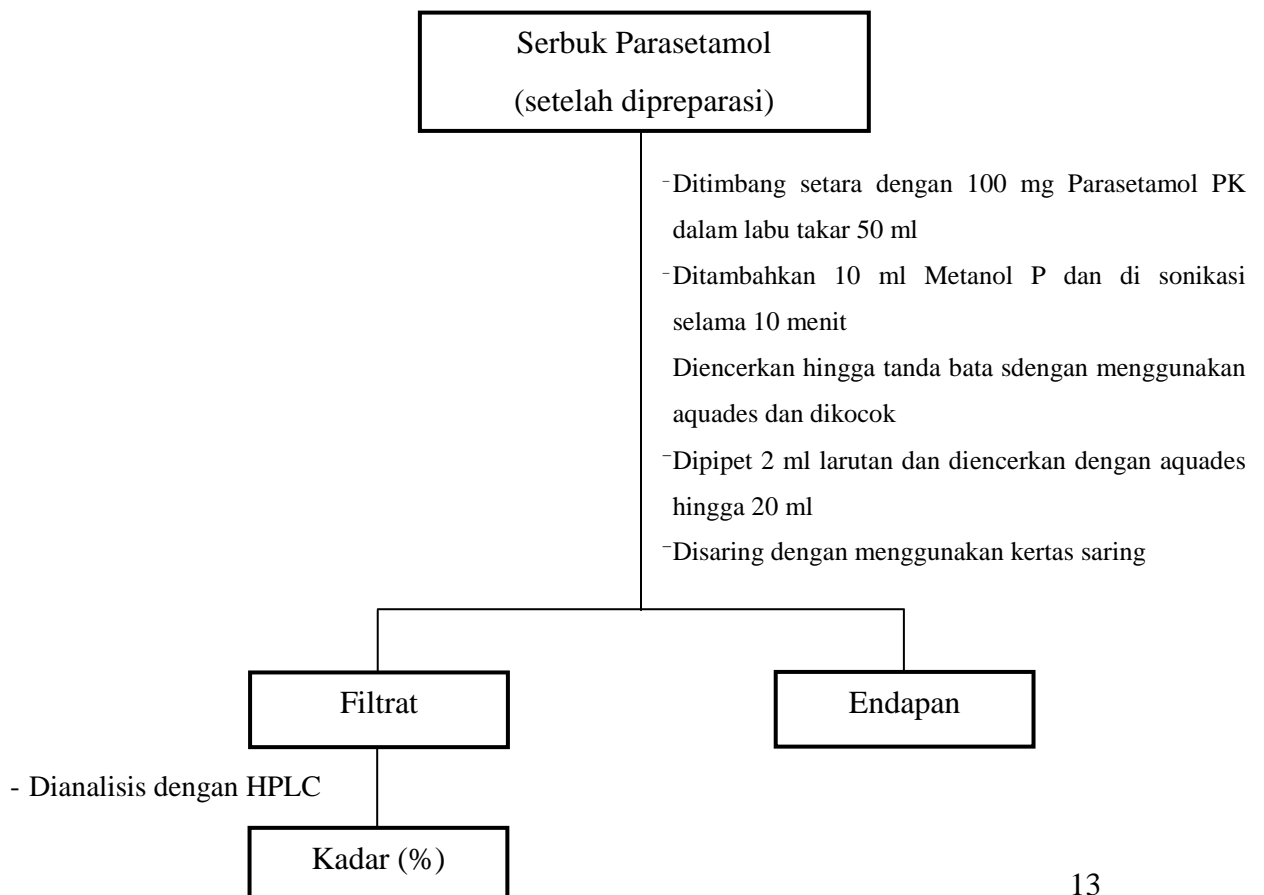 Serbuk Parasetamol
(setelah dipreparasi)
-Ditimbang setara dengan 100 mg Parasetamol PK
dalam labu takar 50 ml
-Ditambahkan 10 ml Metanol P dan di sonikasi
selama 10 menit
Diencerkan hingga tanda bata sdengan menggunakan
aquades dan dikocok
-Dipipet 2 ml larutan dan diencerkan dengan aquades
hingga 20 ml
-Disaring dengan menggunakan kertas saring
Filtrat
Endapan
- Dianalisis dengan HPLC
Kadar (%)
13